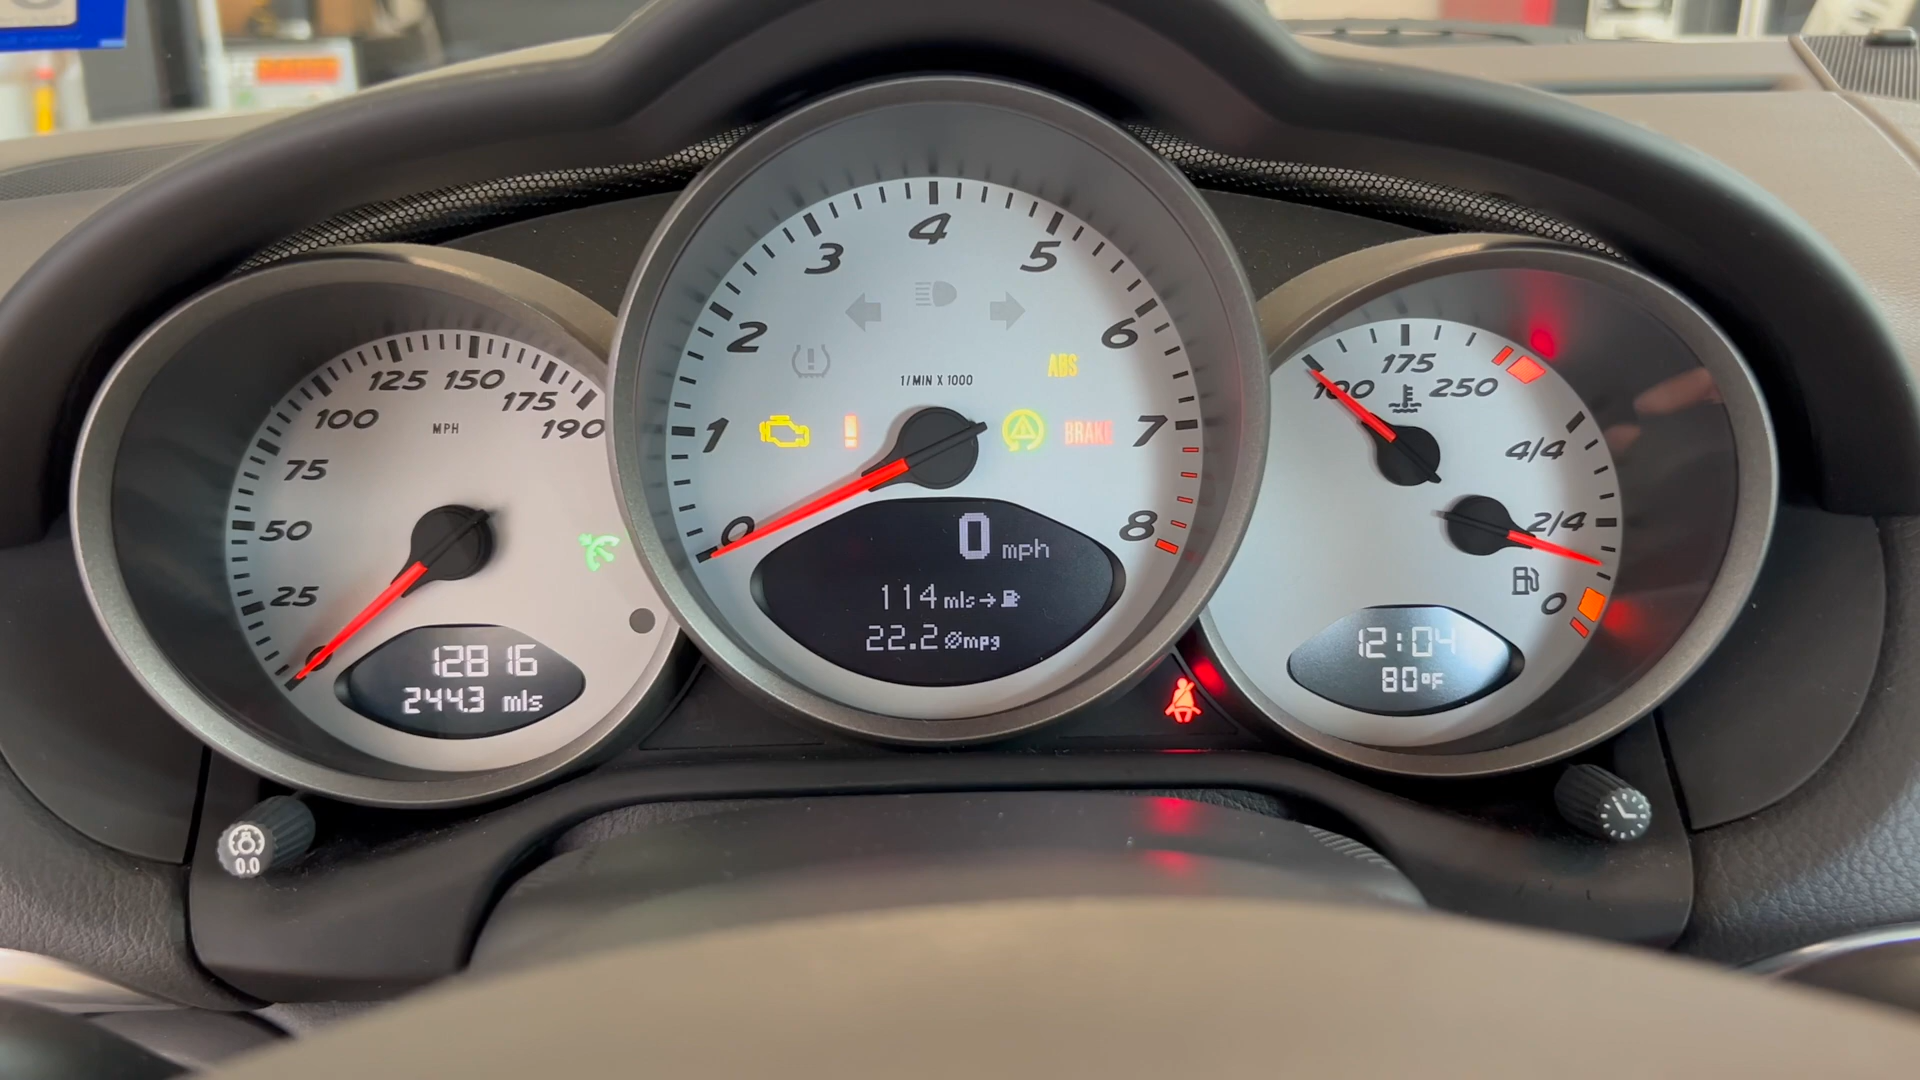 125 150
100 175
MPH 190
75
50
25
0
12816
244.3 mls
0.0
4
3 5
2 6
1/MIN X 1000
ABS
1 BRAKE 7
0 8
0 mph
114 mls→
22.2 ømpg
175
100 250
4/4
2/4
0
12:04
80°F